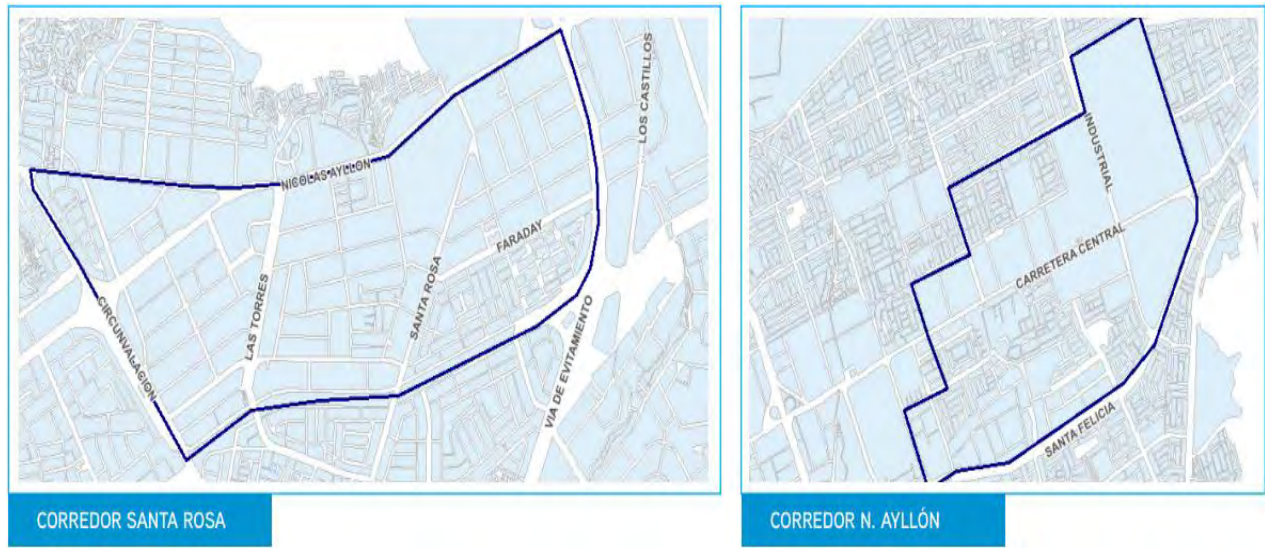 NICOLAS AYLLON
LOS CASTILLOS
FARADAY
SANTA ROSA
LAS TORRES
CIRCUNVALACION
VIA DE EVITAMIENTO
CORREDOR SANTA ROSA
INDUSTRIAL
CARRETERA CENTRAL
SANTA FELICIA
CORREDOR N. AYLLÓN